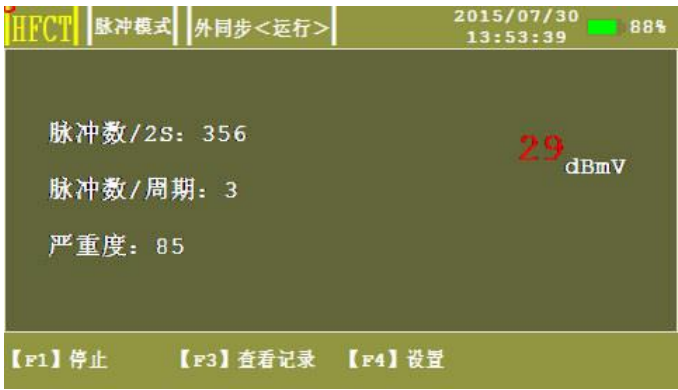 HFCT 脉冲模式 外同步<运行> 2015/07/30 13:53:39 88%
脉冲数/2S: 356
29 dBmV
脉冲数/周期: 3
严重度: 85
【F1】停止 【F3】查看记录 【F4】设置